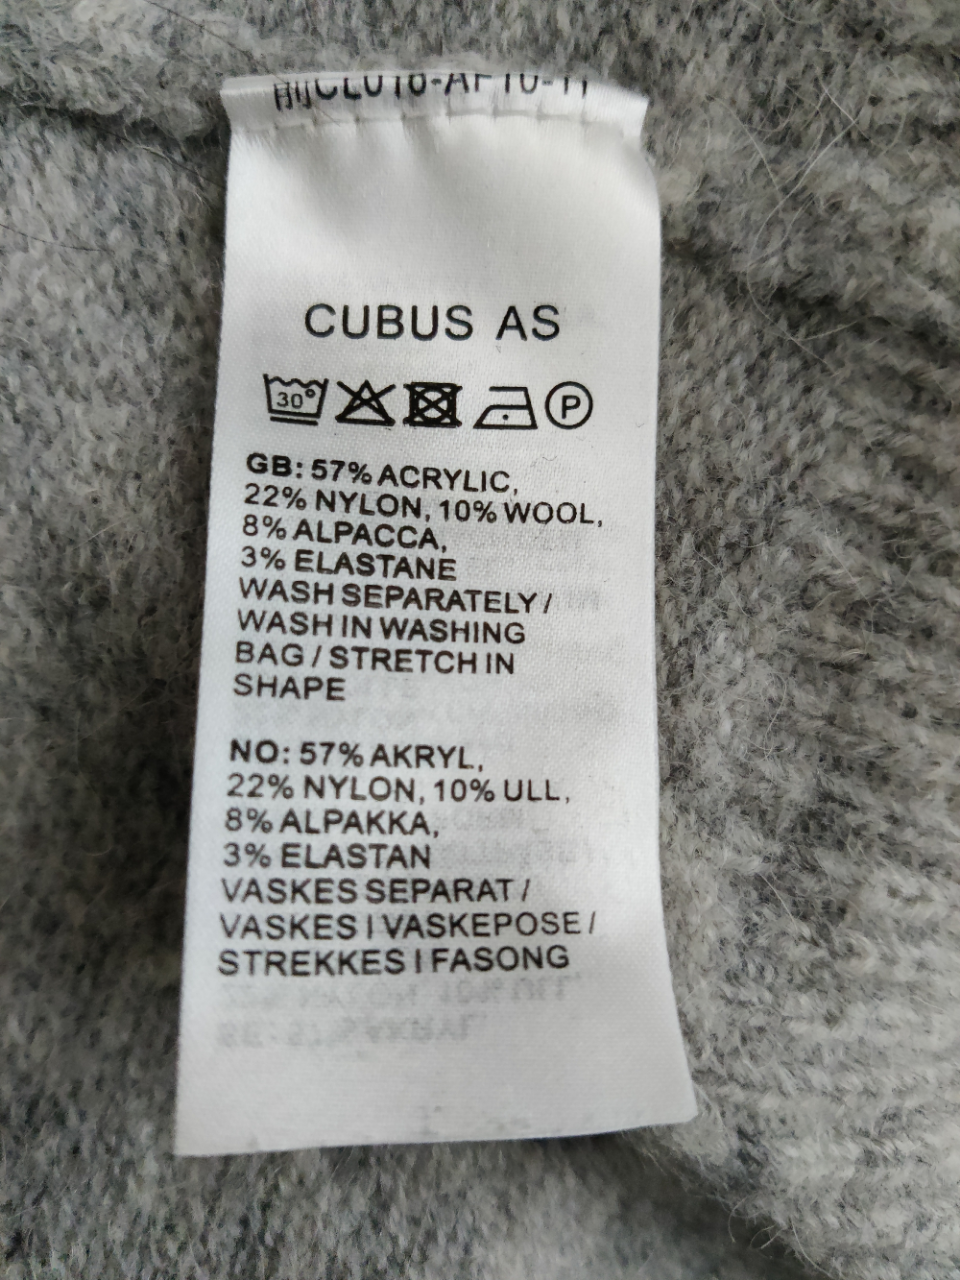 CUBUS AS
30°
P
GB: 57% ACRYLIC,
22% NYLON, 10% WOOL,
8% ALPACCA,
3% ELASTANE
WASH SEPARATELY /
WASH IN WASHING
BAG / STRETCH IN
SHAPE
NO: 57% AKRYL,
22% NYLON, 10% ULL,
8% ALPAKKA,
3% ELASTAN
VASKES SEPARAT /
VASKES I VASKEPOSE /
STREKKES I FASONG